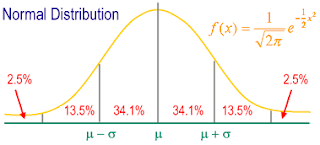 Normal Distribution
f(x) = 1/√2π e^-½x²
2.5% 2.5%
13.5% 34.1% 34.1% 13.5%
μ − σ μ μ + σ